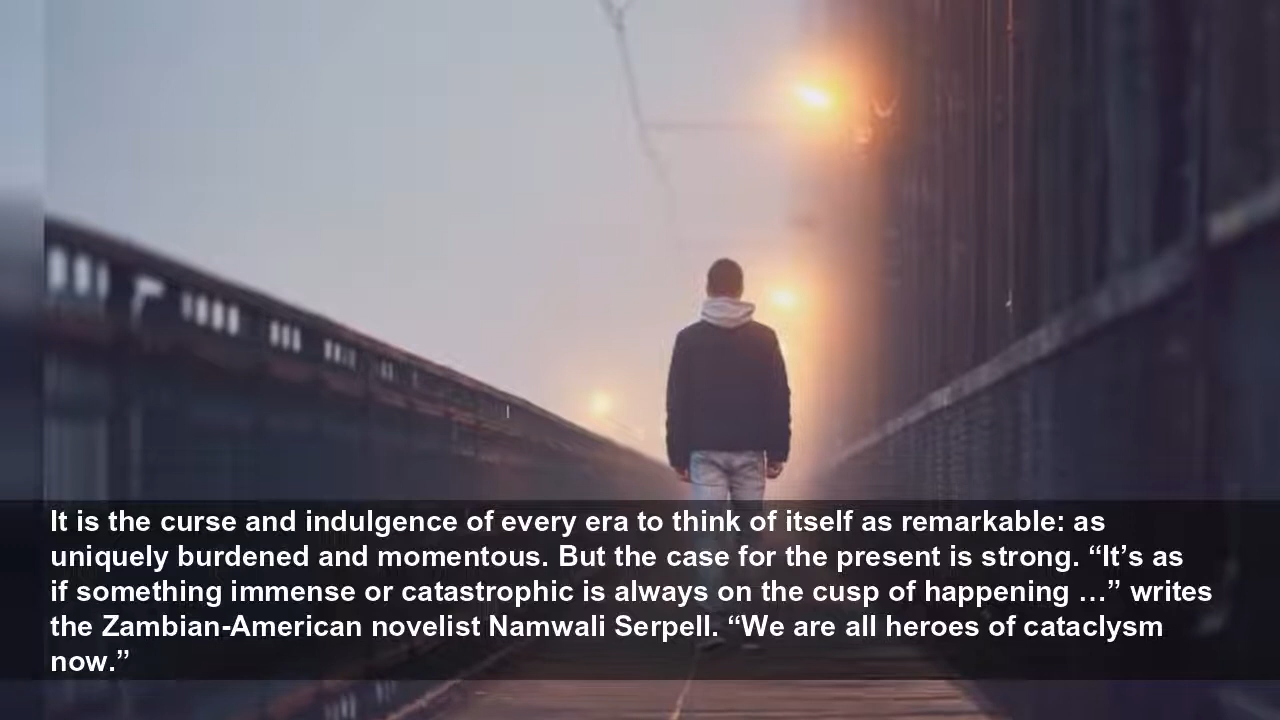 It is the curse and indulgence of every era to think of itself as remarkable: as
uniquely burdened and momentous. But the case for the present is strong. “It’s as
if something immense or catastrophic is always on the cusp of happening …” writes
the Zambian-American novelist Namwali Serpell. “We are all heroes of cataclysm
now.”